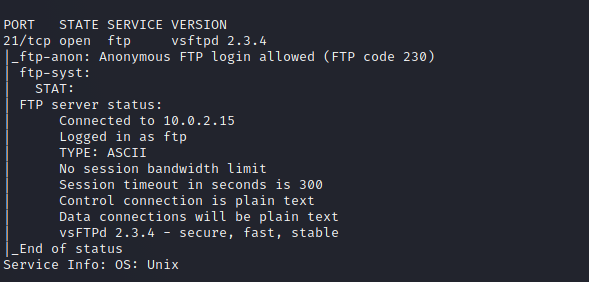 PORT   STATE SERVICE VERSION
21/tcp open  ftp     vsftpd 2.3.4
|_ftp-anon: Anonymous FTP login allowed (FTP code 230)
| ftp-syst:
|   STAT:
| FTP server status:
|      Connected to 10.0.2.15
|      Logged in as ftp
|      TYPE: ASCII
|      No session bandwidth limit
|      Session timeout in seconds is 300
|      Control connection is plain text
|      Data connections will be plain text
|      vsFTPd 2.3.4 - secure, fast, stable
|_End of status
Service Info: OS: Unix